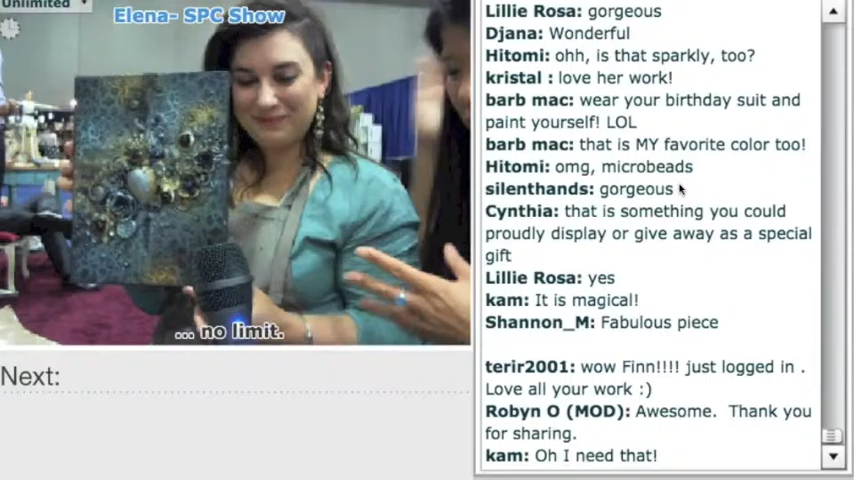 Unlimited
Elena- SPC Show
... no limit.
Next:
Lillie Rosa: gorgeous
Djana: Wonderful
Hitomi: ohh, is that sparkly, too?
kristal : love her work!
barb mac: wear your birthday suit and
paint yourself! LOL
barb mac: that is MY favorite color too!
Hitomi: omg, microbeads
silenthands: gorgeous
Cynthia: that is something you could
proudly display or give away as a special
gift
Lillie Rosa: yes
kam: It is magical!
Shannon_M: Fabulous piece
terir2001: wow Finn!!!! just logged in .
Love all your work :)
Robyn O (MOD): Awesome.  Thank you
for sharing.
kam: Oh I need that!